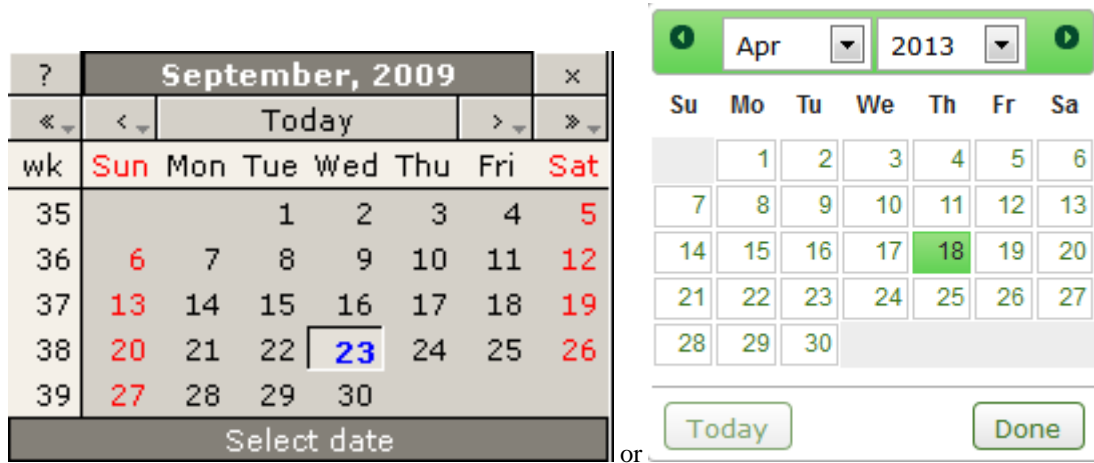 ? September, 2009 ×
« ‹ Today › »
wk Sun Mon Tue Wed Thu Fri Sat
35 1 2 3 4 5
36 6 7 8 9 10 11 12
37 13 14 15 16 17 18 19
38 20 21 22 23 24 25 26
39 27 28 29 30
Select date
or
Apr 2013
Su Mo Tu We Th Fr Sa
1 2 3 4 5 6
7 8 9 10 11 12 13
14 15 16 17 18 19 20
21 22 23 24 25 26 27
28 29 30
Today Done